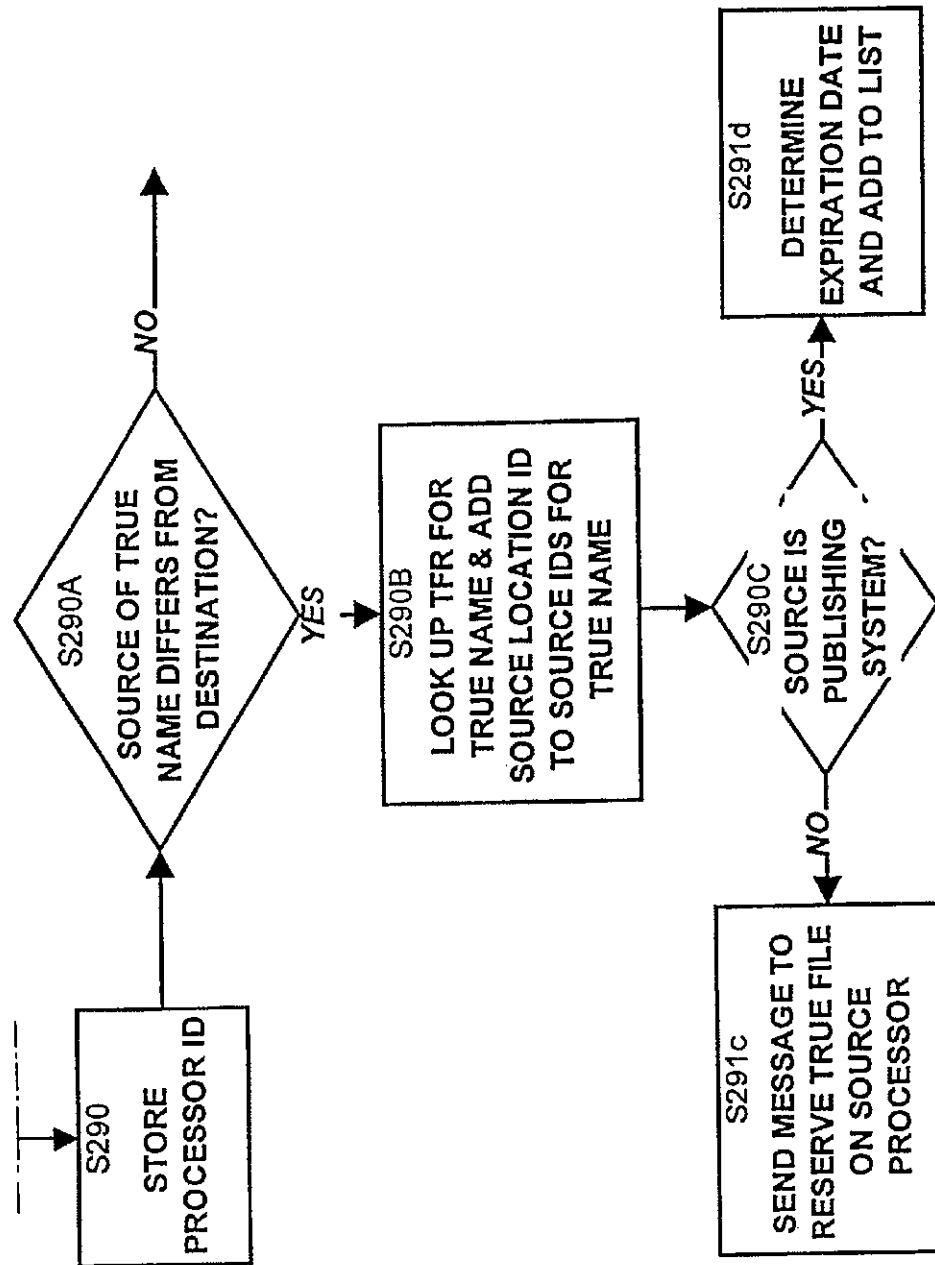 S290
STORE
PROCESSOR ID
S290A
SOURCE OF TRUE
NAME DIFFERS FROM
DESTINATION?
NO
YES
S290B
LOOK UP TFR FOR
TRUE NAME & ADD
SOURCE LOCATION ID
TO SOURCE IDS FOR
TRUE NAME
S290C
SOURCE IS
PUBLISHING
SYSTEM?
NO
YES
S291c
SEND MESSAGE TO
RESERVE TRUE FILE
ON SOURCE
PROCESSOR
S291d
DETERMINE
EXPIRATION DATE
AND ADD TO LIST